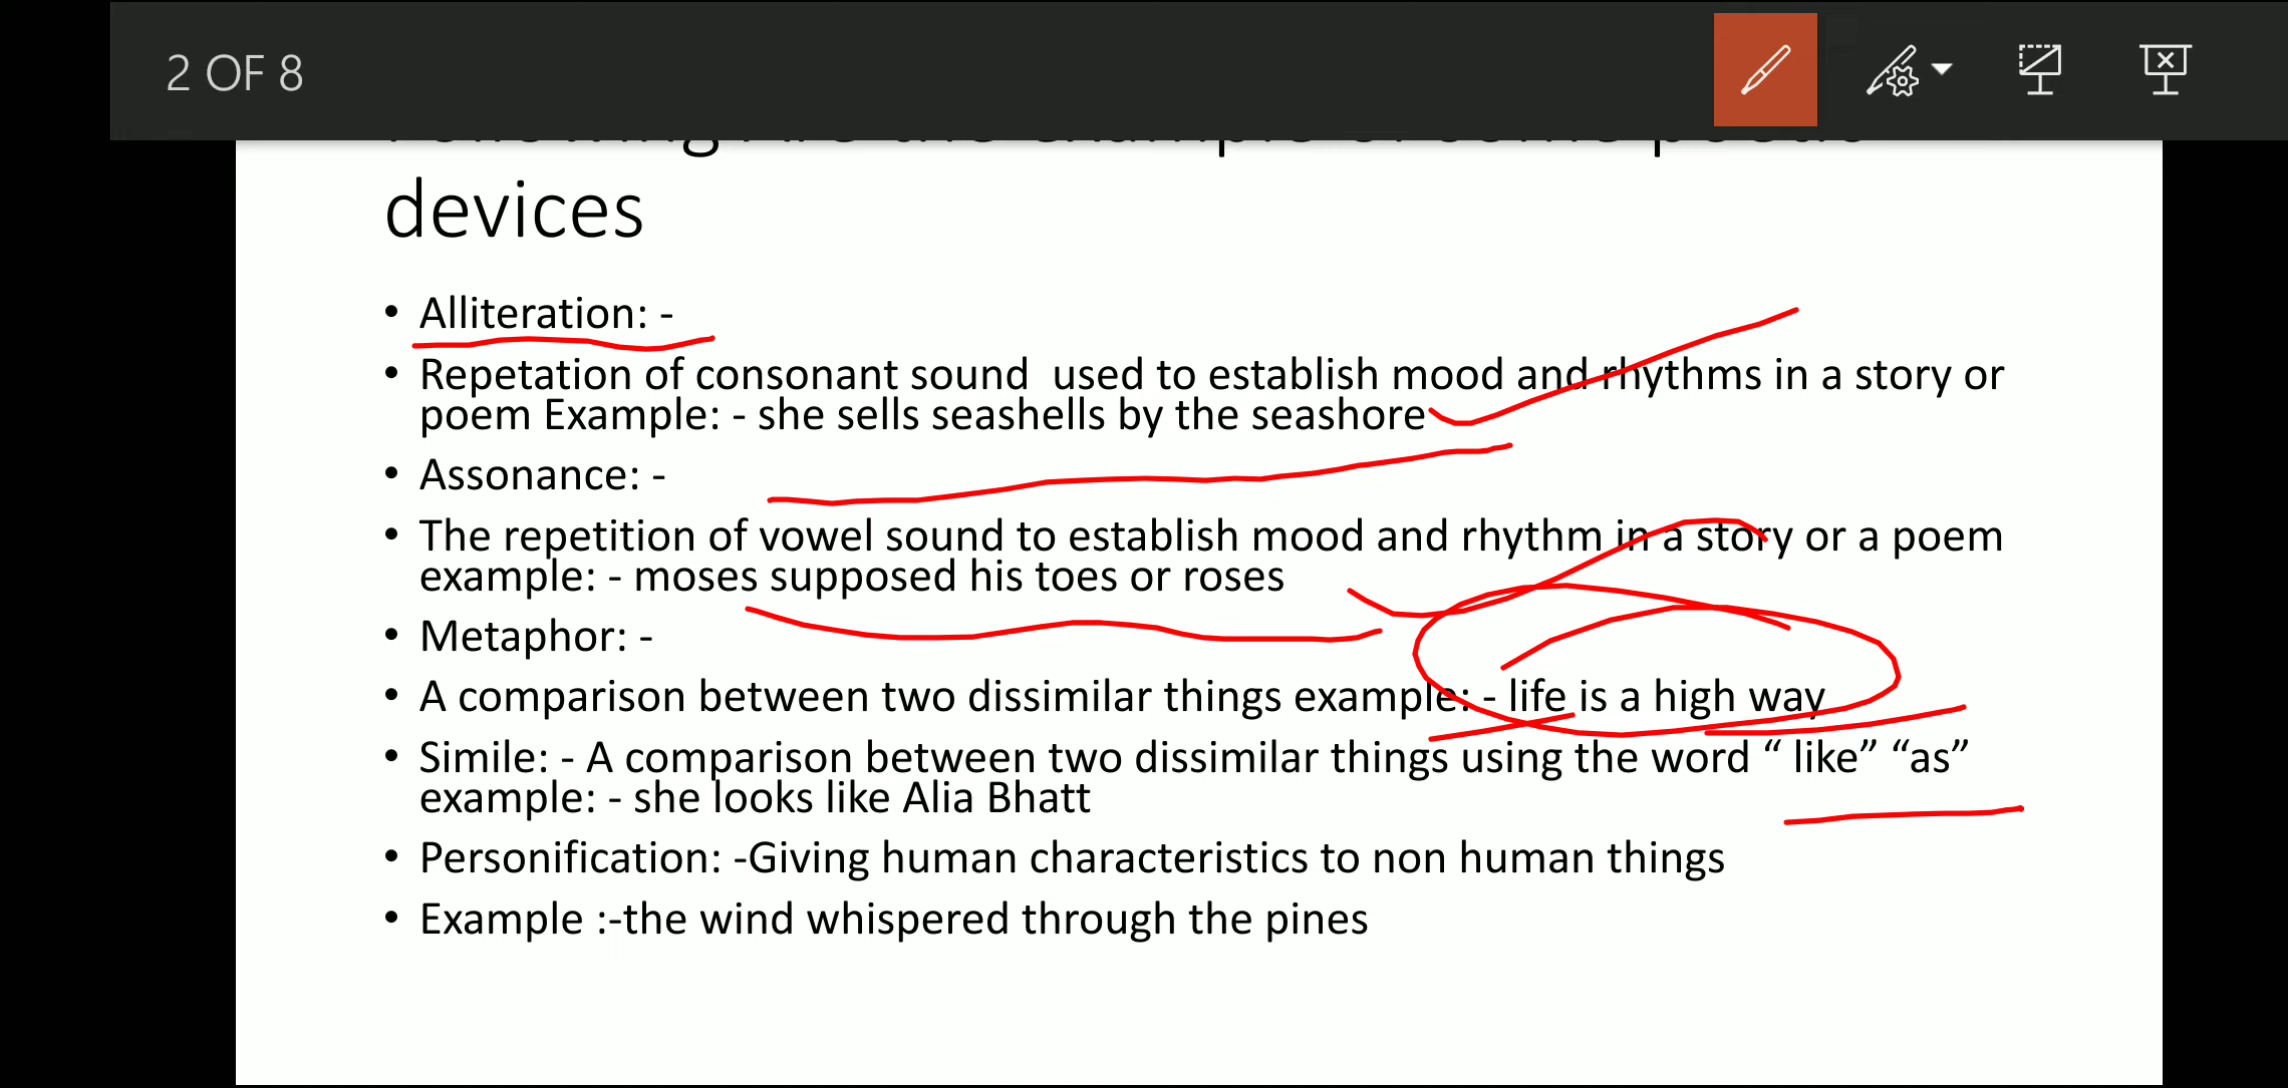 2 OF 8
devices
• Alliteration: -
• Repetation of consonant sound used to establish mood and rhythms in a story or
poem Example: - she sells seashells by the seashore
• Assonance: -
• The repetition of vowel sound to establish mood and rhythm in a story or a poem
example: - moses supposed his toes or roses
• Metaphor: -
• A comparison between two dissimilar things example: - life is a high way
• Simile: - A comparison between two dissimilar things using the word “ like” “as”
example: - she looks like Alia Bhatt
• Personification: -Giving human characteristics to non human things
• Example :-the wind whispered through the pines